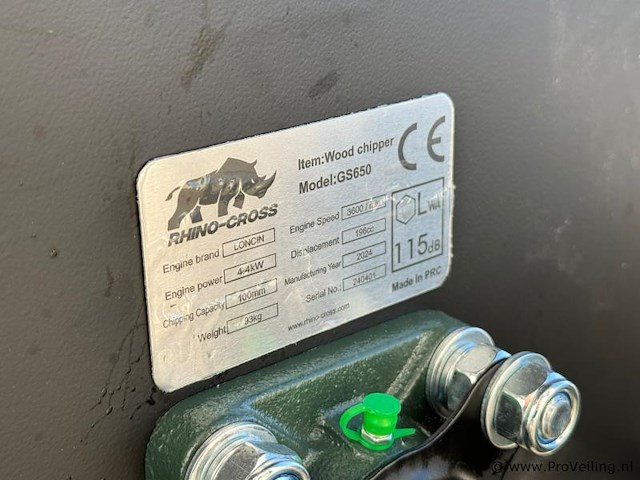 RHINO-CROSS
Item:Wood chipper
Model:GS650
CE
Engine brand LONCIN
Engine power 4.4kW
Chipping Capacity 100mm
Weight 93kg
Engine Speed 3600
Displacement 196cc
Manufacturing Year 2024
Serial No.: 240401
www.rhino-cross.com
LWA
115dB
Made In PRC
www.ProVeiling.nl